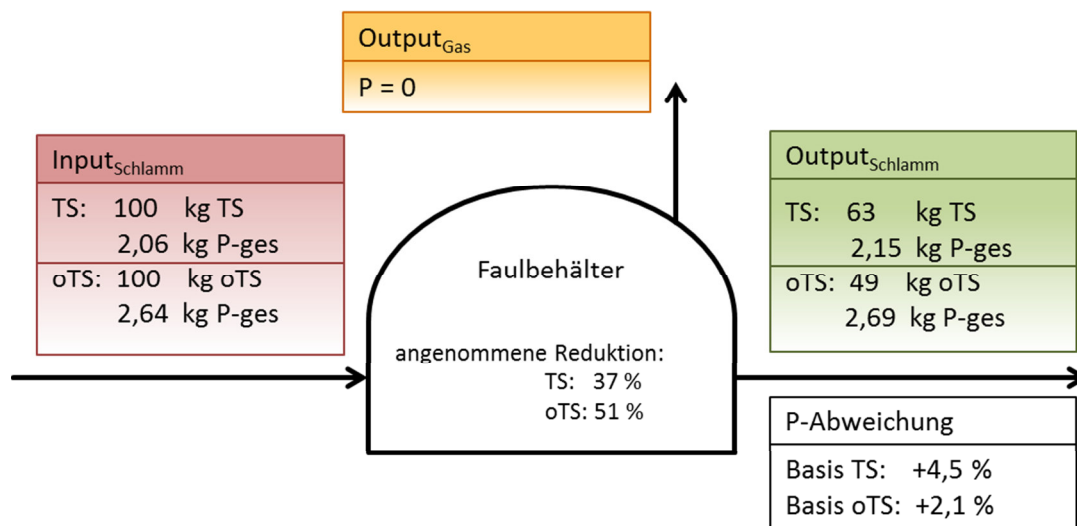 Output_Gas
P = 0
Input_Schlamm
TS: 100 kg TS
2,06 kg P-ges
oTS: 100 kg oTS
2,64 kg P-ges
Faulbehälter
angenommene Reduktion:
TS: 37 %
oTS: 51 %
Output_Schlamm
TS: 63 kg TS
2,15 kg P-ges
oTS: 49 kg oTS
2,69 kg P-ges
P-Abweichung
Basis TS: +4,5 %
Basis oTS: +2,1 %